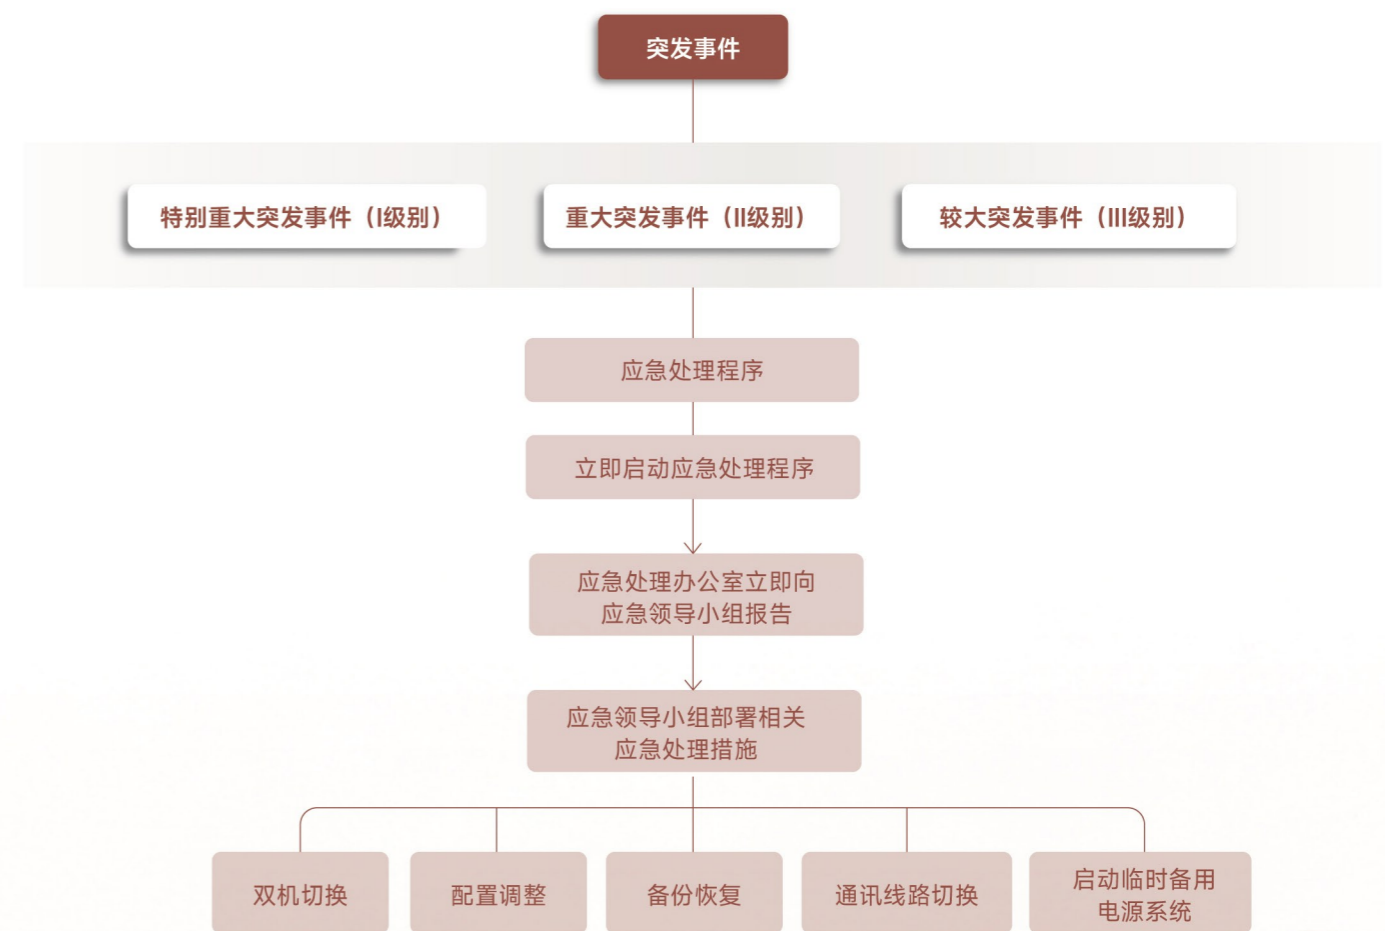 突发事件
特别重大突发事件（I级别）
重大突发事件（II级别）
较大突发事件（III级别）
应急处理程序
立即启动应急处理程序
应急处理办公室立即向
应急领导小组报告
应急领导小组部署相关
应急处理措施
双机切换
配置调整
备份恢复
通讯线路切换
启动临时备用
电源系统